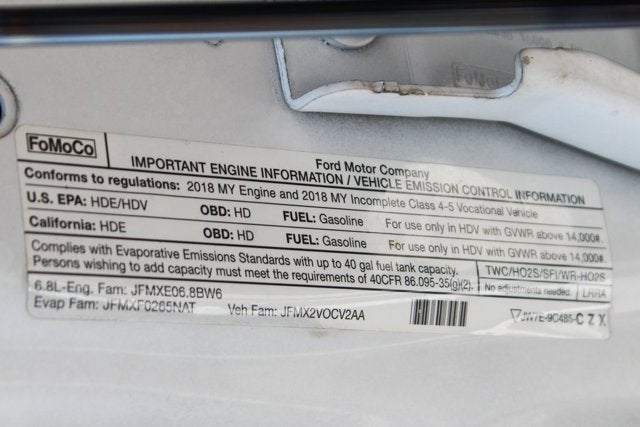 FoMoCo
FoMoCo
Ford Motor Company
IMPORTANT ENGINE INFORMATION / VEHICLE EMISSION CONTROL INFORMATION
Conforms to regulations: 2018 MY Engine and 2018 MY Incomplete Class 4-5 Vocational Vehicle
U.S. EPA: HDE/HDV OBD: HD FUEL: Gasoline For use only in HDV with GVWR above 14,000#.
California: HDE OBD: HD FUEL: Gasoline For use only in HDV with GVWR above 14,000#.
Complies with Evaporative Emissions Standards with up to 40 gal fuel tank capacity.
Persons wishing to add capacity must meet the requirements of 40CFR 86.095-35(g)(2).
TWC/HO2S/SFI/WR-HO2S
No adjustments needed.
6.8L-Eng. Fam: JFMXE06.8BW6
Evap Fam: JFMXF0265NAT Veh Fam: JFMX2VOCV2AA
JW7E-9C485-C Z X